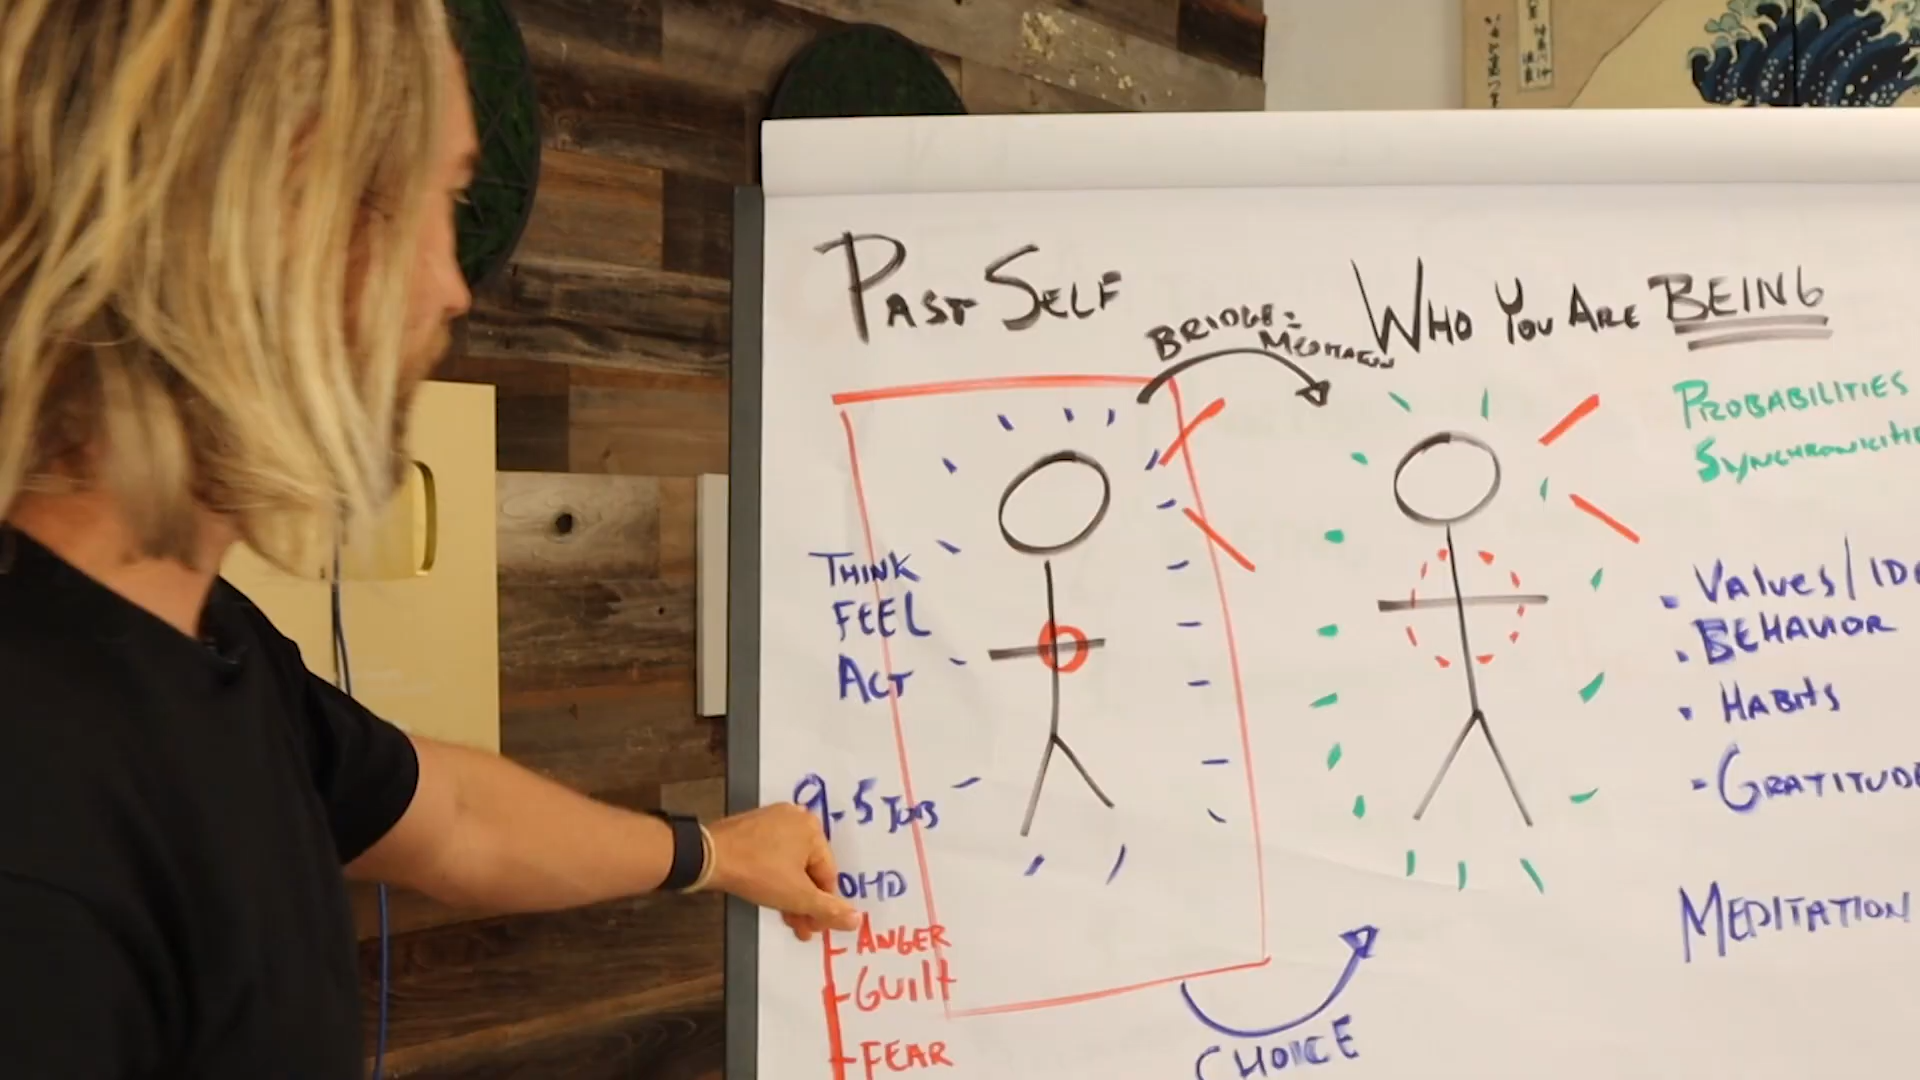 PAST SELF
BRIDGE =
MEDITATION
WHO YOU ARE BEING
PROBABILITIES
THINK
FEEL
ACT
VALUES/
BEHAVIOR
HABITS
GRATITUDE
9-5 JOBS
ANGER
GUILT
FEAR
MEDITATION
CHOICE